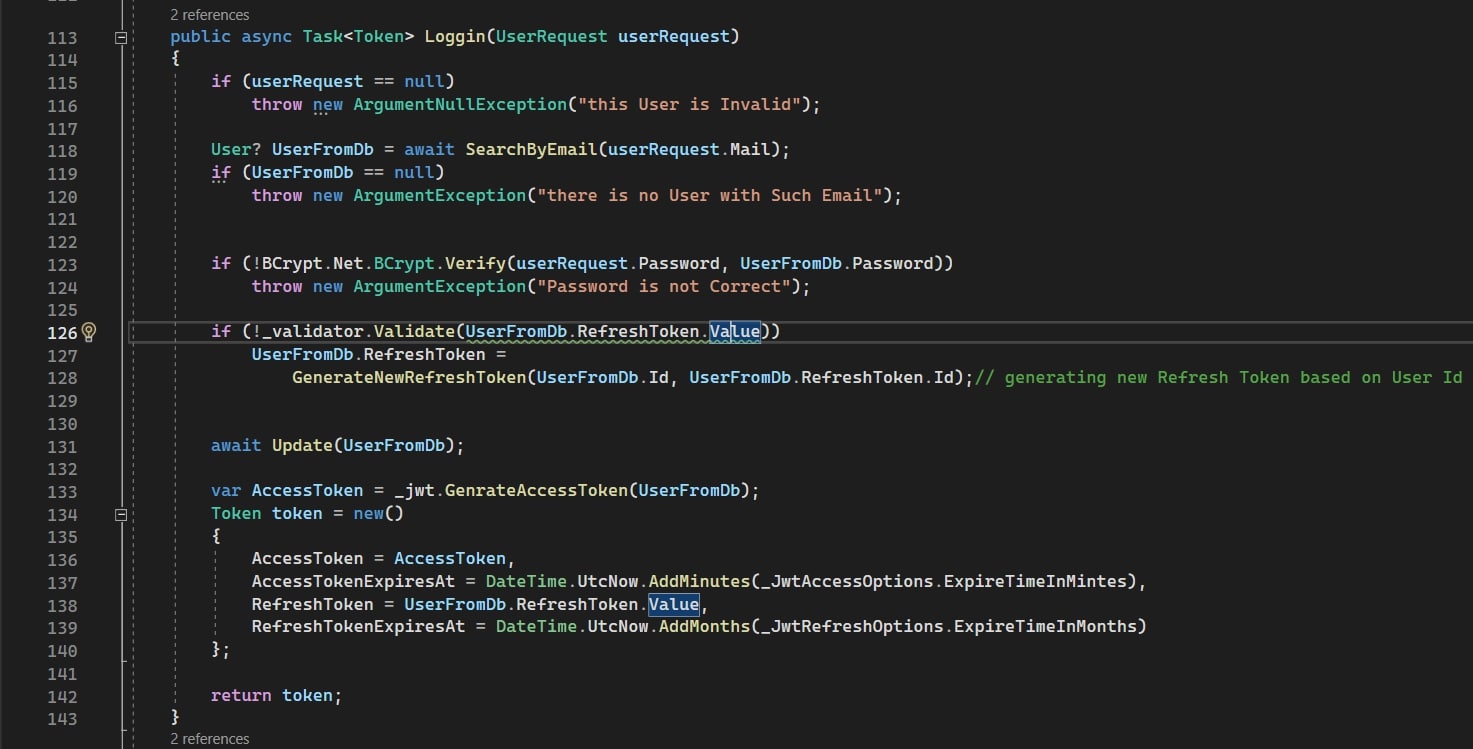 2 references
113 public async Task<Token> Loggin(UserRequest userRequest)
114 {
115 if (userRequest == null)
116 throw new ArgumentNullException("this User is Invalid");
117
118 User? UserFromDb = await SearchByEmail(userRequest.Mail);
119 if (UserFromDb == null)
120 throw new ArgumentException("there is no User with Such Email");
121
122
123 if (!BCrypt.Net.BCrypt.Verify(userRequest.Password, UserFromDb.Password))
124 throw new ArgumentException("Password is not Correct");
125
126 if (!_validator.Validate(UserFromDb.RefreshToken.Value))
127 UserFromDb.RefreshToken =
128 GenerateNewRefreshToken(UserFromDb.Id, UserFromDb.RefreshToken.Id);// generating new Refresh Token based on User Id
129
130
131 await Update(UserFromDb);
132
133 var AccessToken = _jwt.GenrateAccessToken(UserFromDb);
134 Token token = new()
135 {
136 AccessToken = AccessToken,
137 AccessTokenExpiresAt = DateTime.UtcNow.AddMinutes(_JwtAccessOptions.ExpireTimeInMintes),
138 RefreshToken = UserFromDb.RefreshToken.Value,
139 RefreshTokenExpiresAt = DateTime.UtcNow.AddMonths(_JwtRefreshOptions.ExpireTimeInMonths)
140 };
141
142 return token;
143 }
2 references